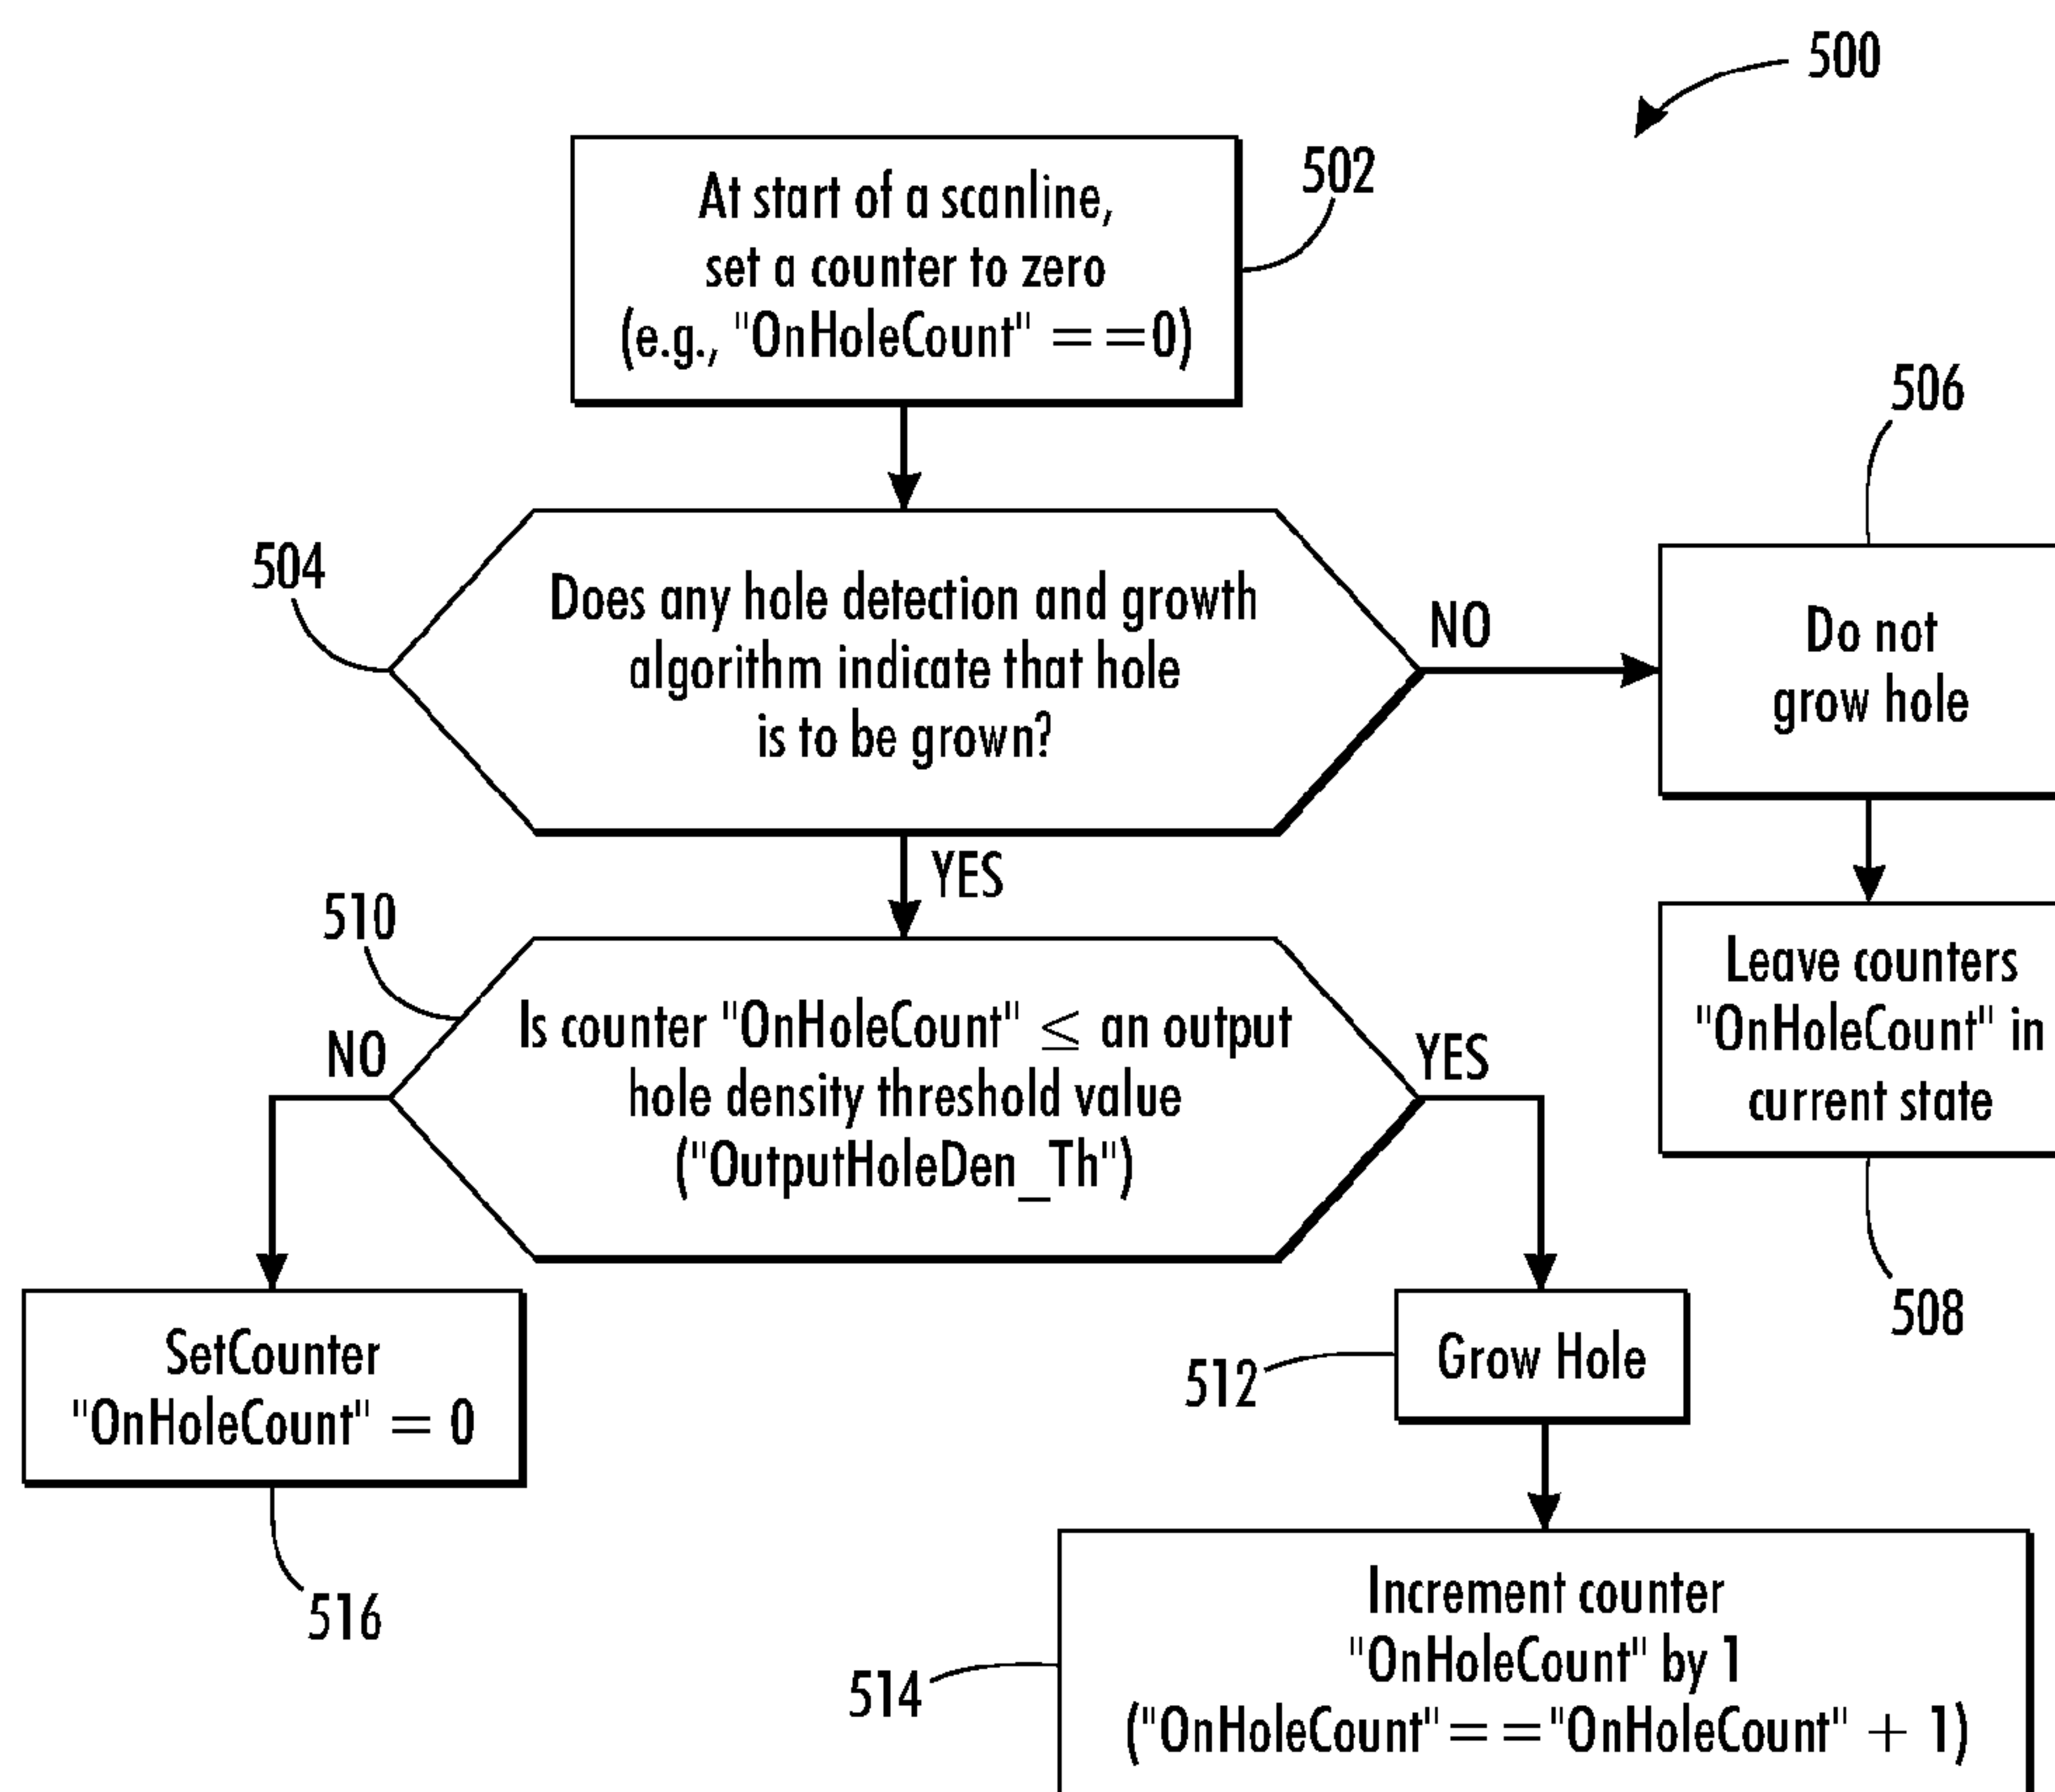 500
502
At start of a scanline,
set a counter to zero
(e.g., "OnHoleCount" ==0)
504
Does any hole detection and growth
algorithm indicate that hole
is to be grown?
NO
506
Do not
grow hole
YES
Leave counters
"OnHoleCount" in
current state
508
510
Is counter "OnHoleCount" ≤ an output
hole density threshold value
("OutputHoleDen_Th")
NO
YES
SetCounter
"OnHoleCount" = 0
516
512
Grow Hole
514
Increment counter
"OnHoleCount" by 1
("OnHoleCount"=="OnHoleCount" + 1)